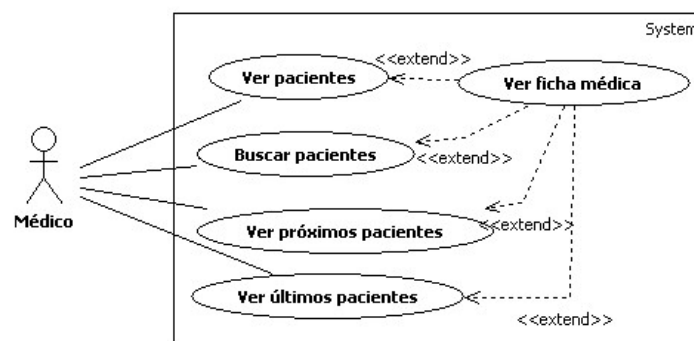 System
<<extend>>
Ver pacientes
Ver ficha médica
Buscar pacientes
<<extend>>
Médico
<<extend>>
Ver próximos pacientes
Ver últimos pacientes
<<extend>>